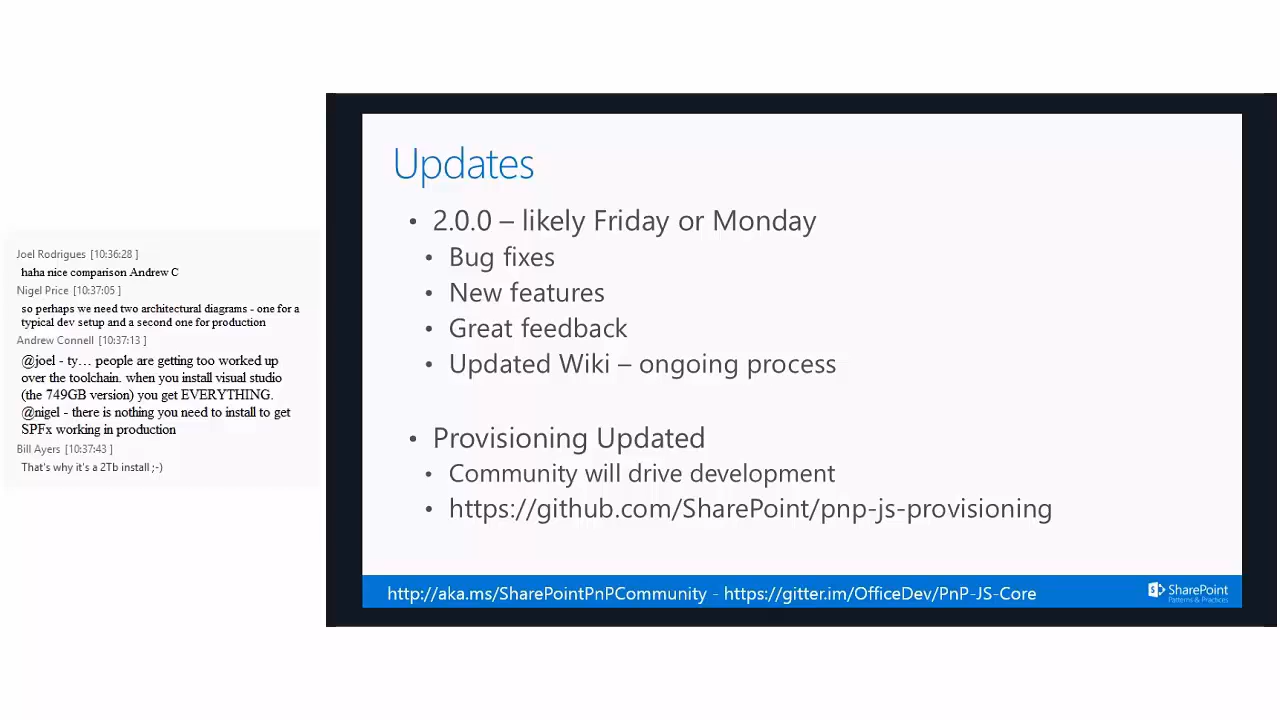 Joel Rodrigues [10:36:28 ]
haha nice comparison Andrew C
Nigel Price [10:37:05 ]
so perhaps we need two architectural diagrams - one for a
typical dev setup and a second one for production
Andrew Connell [10:37:13 ]
@joel - ty… people are getting too worked up
over the toolchain. when you install visual studio
(the 749GB version) you get EVERYTHING.
@nigel - there is nothing you need to install to get
SPFx working in production
Bill Ayers [10:37:43 ]
That's why it's a 2Tb install ;-)
Updates
• 2.0.0 – likely Friday or Monday
• Bug fixes
• New features
• Great feedback
• Updated Wiki – ongoing process
• Provisioning Updated
• Community will drive development
• https://github.com/SharePoint/pnp-js-provisioning
http://aka.ms/SharePointPnPCommunity - https://gitter.im/OfficeDev/PnP-JS-Core
SharePoint
Patterns & Practices